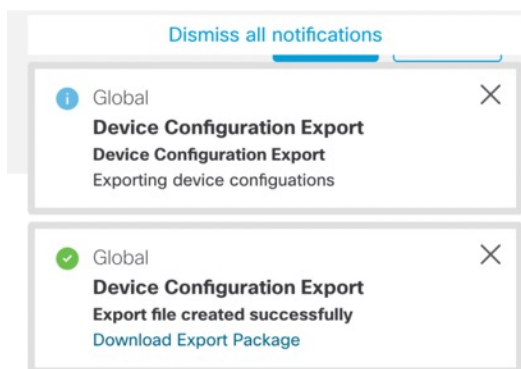 Dismiss all notifications
Global
Device Configuration Export
Device Configuration Export
Exporting device configuations
Global
Device Configuration Export
Export file created successfully
Download Export Package